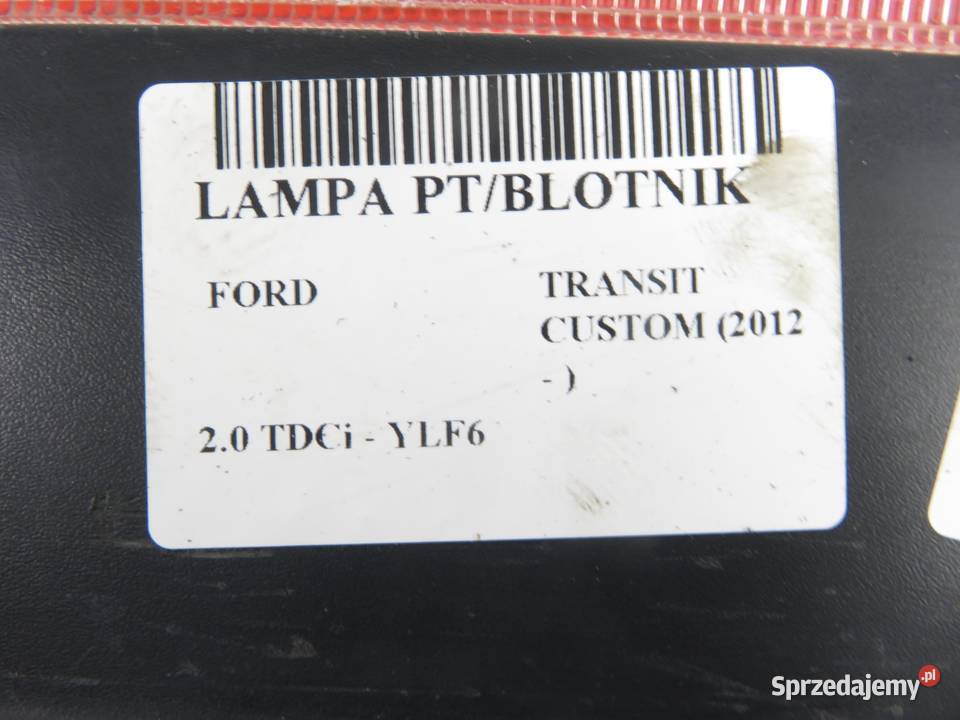 LAMPA PT/BLOTNIK
FORD
TRANSIT
CUSTOM (2012
- )
2.0 TDCi - YLF6
Sprzedajemy.pl